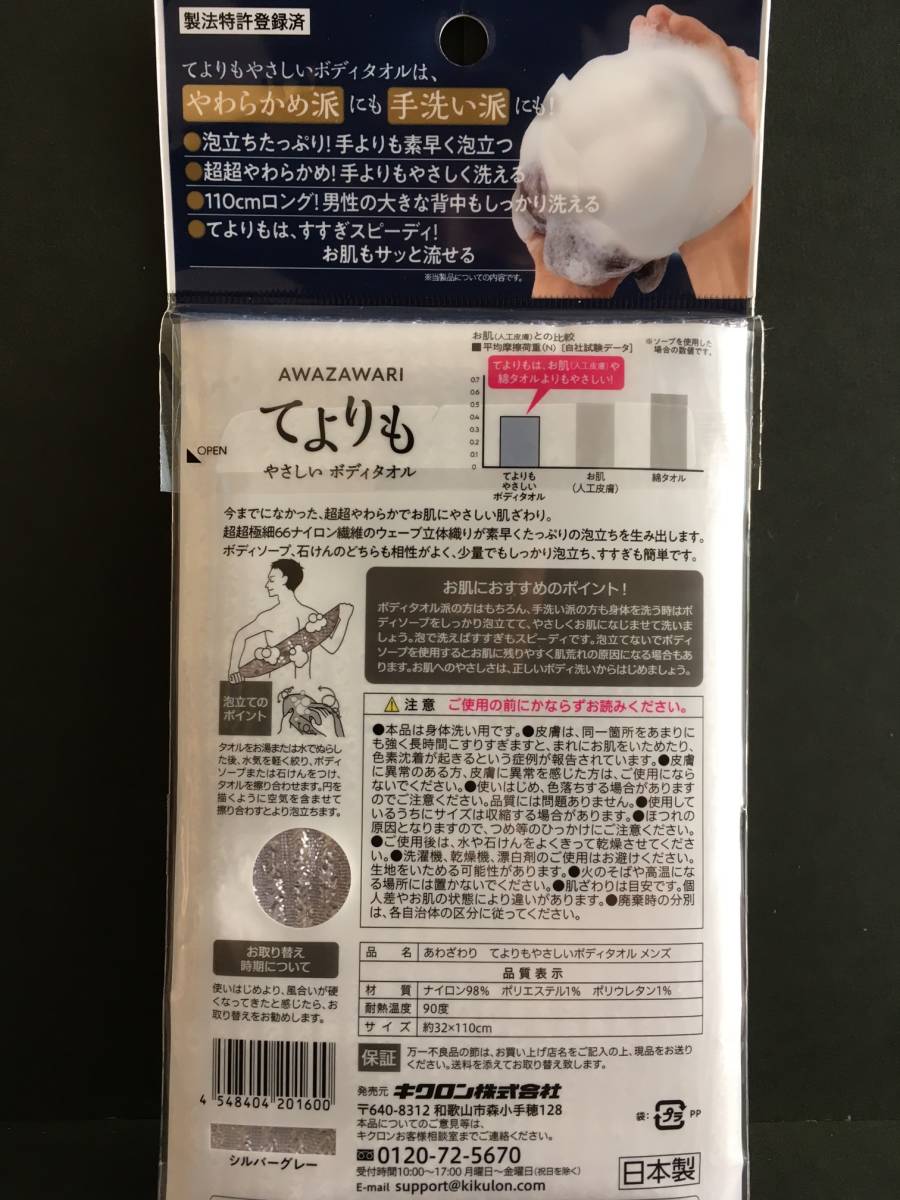 製法特許登録済
てよりもやさしいボディタオルは、
やわらかめ派 にも 手洗い派 にも!
●泡立ちたっぷり!手よりも素早く泡立つ
●超超やわらかめ!手よりもやさしく洗える
●110cmロング!男性の大きな背中もしっかり洗える
●てよりもは、すすぎスピーディ!
お肌もサッと流せる
※当製品についての内容です。
お肌(人工皮膚)との比較
■平均摩擦荷重(N) [自社試験データ]
※ソープを使用した
場合の数値です。
てよりもは、お肌(人工皮膚)や
綿タオルよりもやさしい!
0.7
0.6
0.5
0.4
0.3
0.2
0.1
0
てよりも
やさしい
ボディタオル
お肌
(人工皮膚)
綿タオル
AWAZAWARI
てよりも
やさしい ボディタオル
OPEN
今までになかった、超超やわらかでお肌にやさしい肌ざわり。
超超極細66ナイロン繊維のウェーブ立体織りが素早くたっぷりの泡立ちを生み出します。
ボディソープ、石けんのどちらも相性がよく、少量でもしっかり泡立ち、すすぎも簡単です。
お肌におすすめのポイント!
ボディタオル派の方はもちろん、手洗い派の方も身体を洗う時はボ
ディソープをしっかり泡立てて、やさしくお肌になじませて洗いま
しょう。泡で洗えばすすぎもスピーディです。泡立てないでボディ
ソープを使用するとお肌に残りやすく肌荒れの原因になる場合もあ
ります。お肌へのやさしさは、正しいボディ洗いからはじめましょう。
泡立ての
ポイント
タオルをお湯または水でぬらし
た後、水気を軽く絞り、ボディ
ソープまたは石けんをつけ、
タオルを擦り合わせます。円を
描くように空気を含ませて
擦り合わすとより泡立ちます。
注意 ご使用の前にかならずお読みください。
●本品は身体洗い用です。●皮膚は、同一箇所をあまりに
も強く長時間こすりすぎますと、まれにお肌をいためたり、
色素沈着が起きるという症例が報告されています。●皮膚
に異常のある方、皮膚に異常を感じた方は、ご使用になら
ないでください。●使いはじめ、色落ちする場合があります
のでご注意ください。品質には問題ありません。●使用して
いるうちにサイズは収縮する場合があります。●ほつれの
原因となりますので、つめ等のひっかけにご注意ください。
●ご使用後は、水や石けんをよくきって乾燥させてくださ
い。●洗濯機、乾燥機、漂白剤のご使用はお避けください。
生地をいためる可能性があります。●火のそばや高温にな
る場所には置かないでください。●肌ざわりは目安です。個
人差やお肌の状態により違いがあります。●廃棄時の分別
は、各自治体の区分に従ってください。
お取り替え
時期について
使いはじめより、風合いが硬
くなってきたと感じたら、お
取り替えをお勧めします。
品名 あわざわり てよりもやさしいボディタオル メンズ
品質表示
材質 ナイロン98% ポリエステル1% ポリウレタン1%
耐熱温度 90度
サイズ 約32×110cm
保証 万一不良品の節は、お買い上げ店名をご記入の上、現品をお送り
ください。送料を添えてお取り替え致します。
4 548404 201600
シルバーグレー
発売元 キクロン株式会社
〒640-8312 和歌山市森小手穂128
本品についてのご意見等は、
キクロンお客様相談室までご連絡ください。
0120-72-5670
受付時間10:00〜17:00 月曜日〜金曜日(祝日を除く)
E-mail support@kikulon.com
袋: プラ PP
日本製